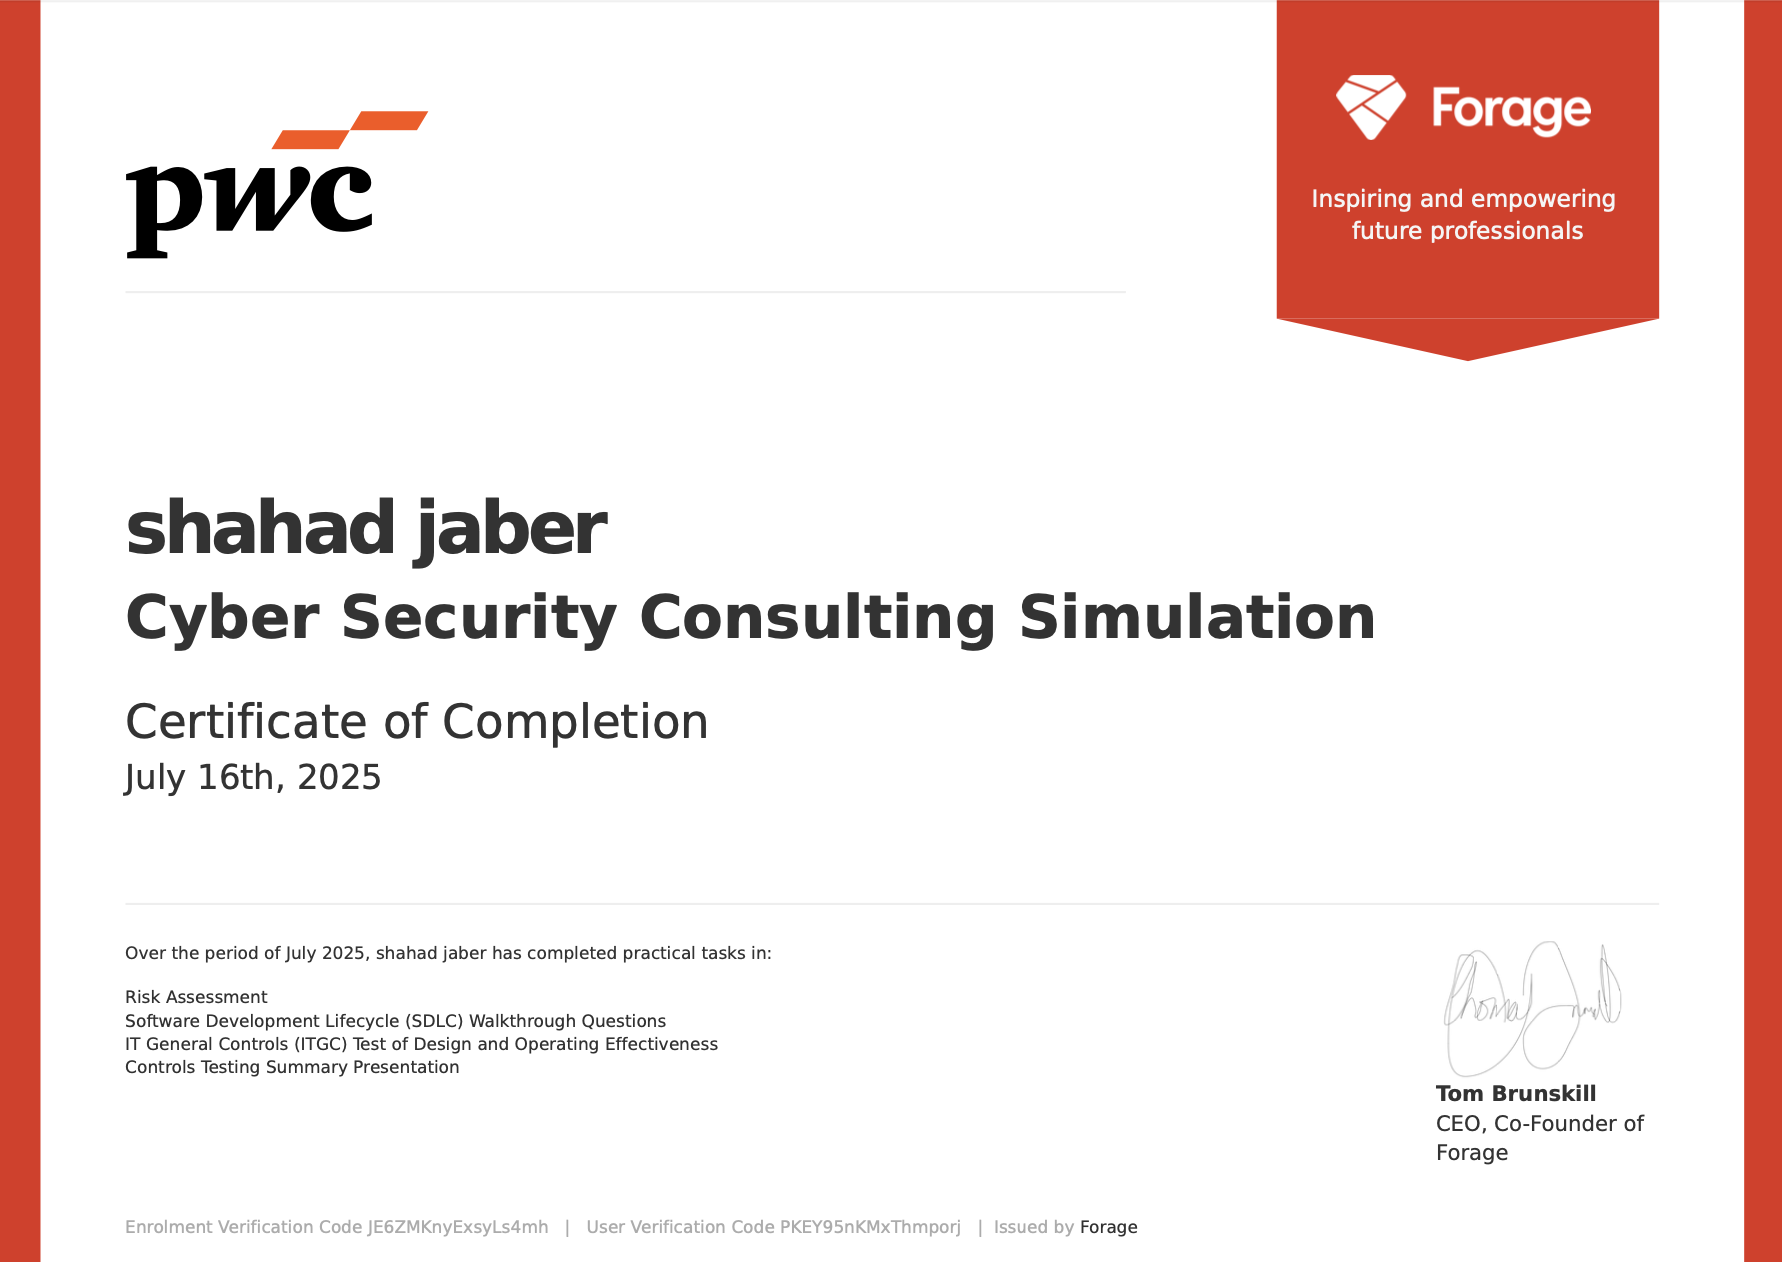 pwc
Forage
Inspiring and empowering
future professionals
shahad jaber
Cyber Security Consulting Simulation
Certificate of Completion
July 16th, 2025
Over the period of July 2025, shahad jaber has completed practical tasks in:
Risk Assessment
Software Development Lifecycle (SDLC) Walkthrough Questions
IT General Controls (ITGC) Test of Design and Operating Effectiveness
Controls Testing Summary Presentation
Tom Brunskill
CEO, Co-Founder of
Forage
Enrolment Verification Code JE6ZMKnyExsyLs4mh | User Verification Code PKEY95nKMxThmporj | Issued by Forage